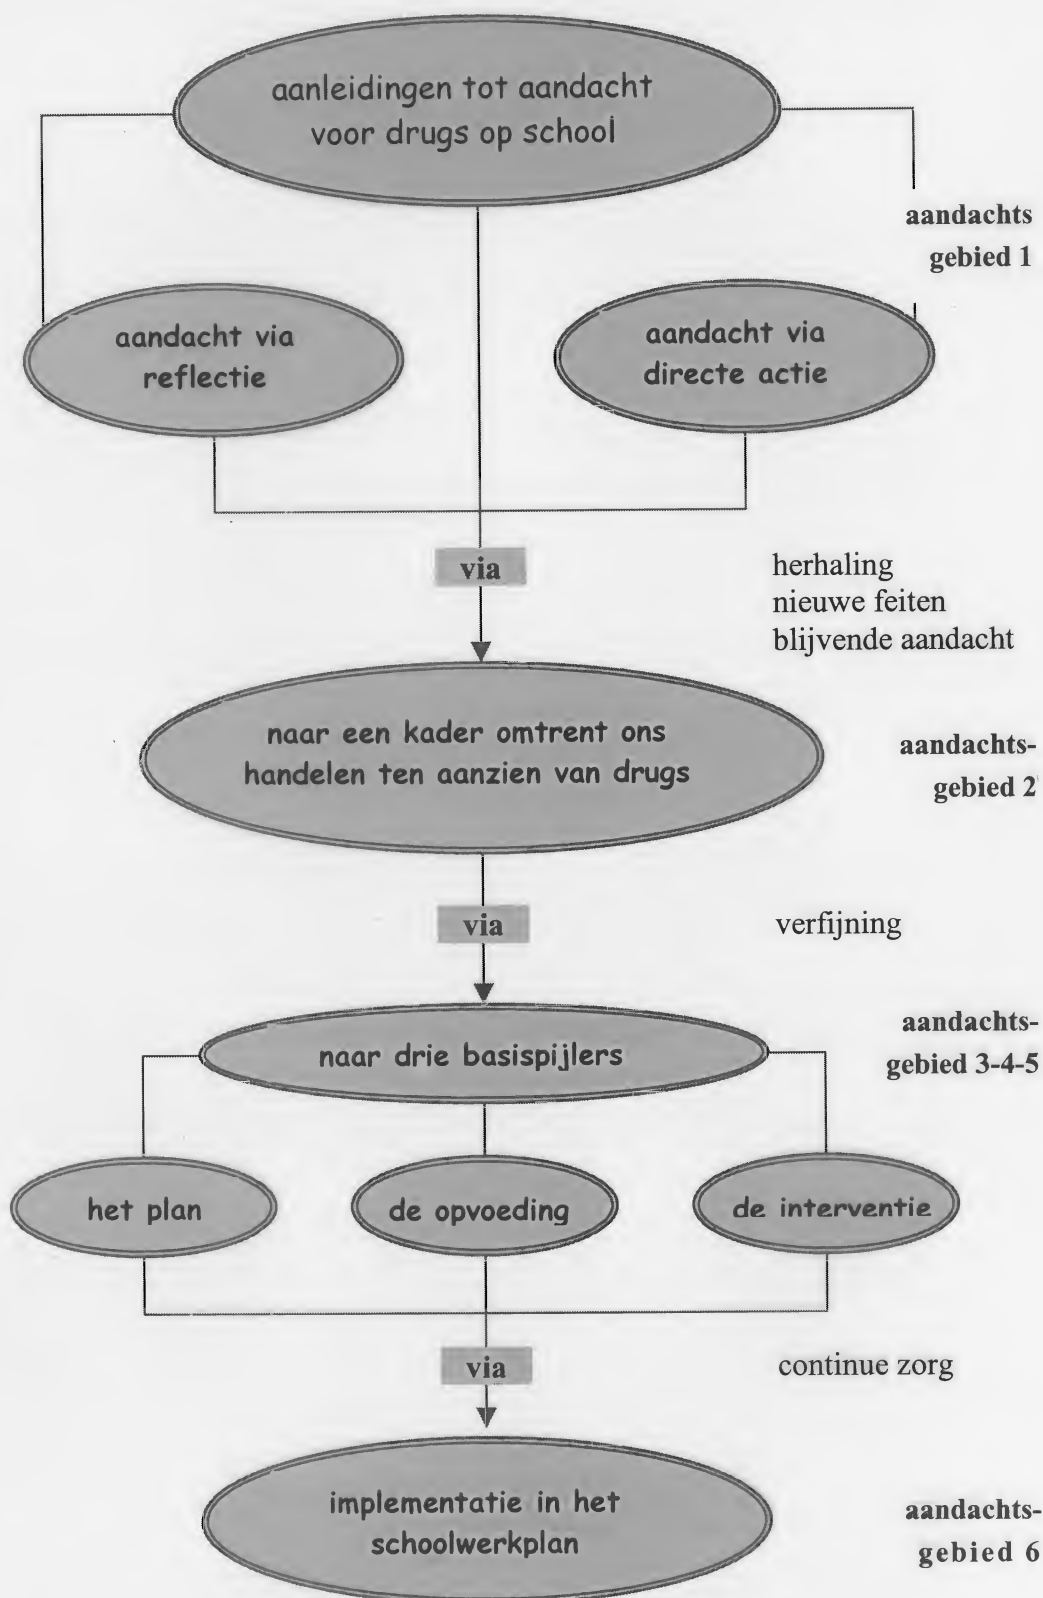 aanleidingen tot aandacht
voor drugs op school
aandachts
gebied 1
aandacht via
reflectie
aandacht via
directe actie
via
herhaling
nieuwe feiten
blijvende aandacht
naar een kader omtrent ons
handelen ten aanzien van drugs
aandachts-
gebied 2
via
verfijning
naar drie basispijlers
aandachts-
gebied 3-4-5
het plan
de opvoeding
de interventie
via
continue zorg
implementatie in het
schoolwerkplan
aandachts-
gebied 6